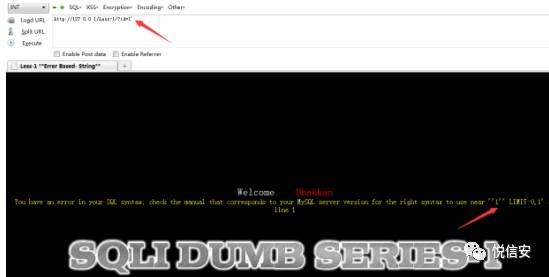 INT SQL▾ XSS▾ Encryption▾ Encoding▾ Other▾
Load URL http://127.0.0.1/Less-1/?id=1'
Split URL
Execute
Enable Post data Enable Referrer
Less-1 **Error Based- String** +
Welcome Dhakkan
You have an error in your SQL syntax; check the manual that corresponds to your MySQL server version for the right syntax to use near ''1'' LIMIT 0,1' at
line 1
SQLI DUMB SERIES-1
悦信安